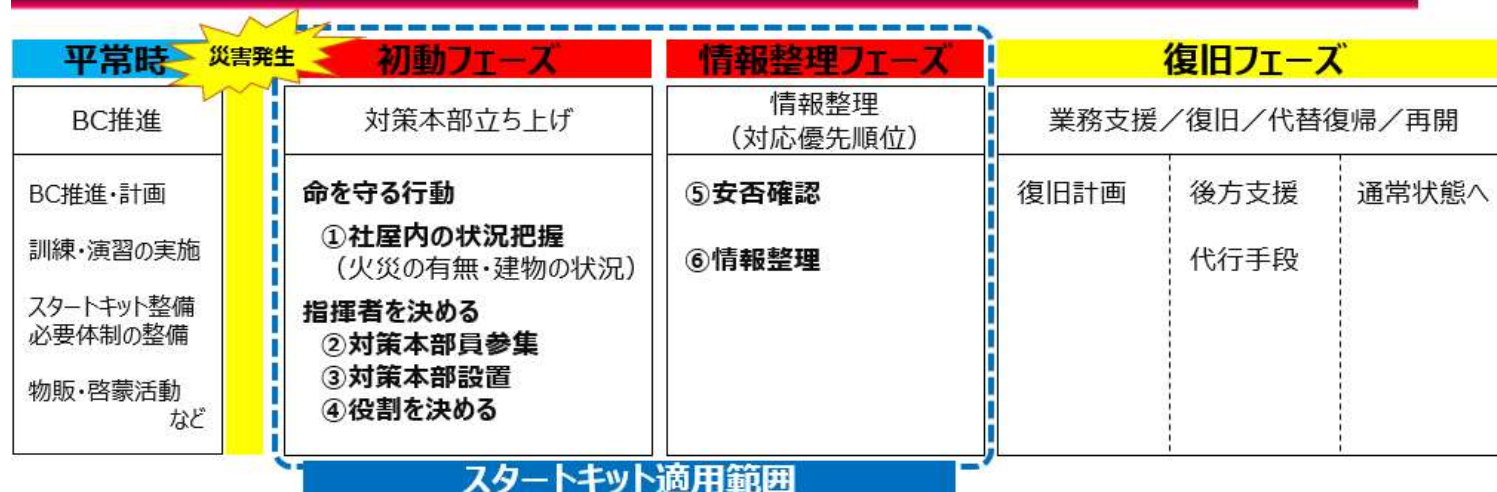 平常時
災害発生
初動フェーズ
情報整理フェーズ
復旧フェーズ
BC推進
対策本部立ち上げ
情報整理
（対応優先順位）
業務支援／復旧／代替復帰／再開
BC推進・計画
訓練・演習の実施
スタートキット整備
必要体制の整備
物販・啓蒙活動
など
命を守る行動
①社屋内の状況把握
（火災の有無・建物の状況）
指揮者を決める
②対策本部員参集
③対策本部設置
④役割を決める
⑤安否確認
⑥情報整理
復旧計画
後方支援
代行手段
通常状態へ
スタートキット適用範囲